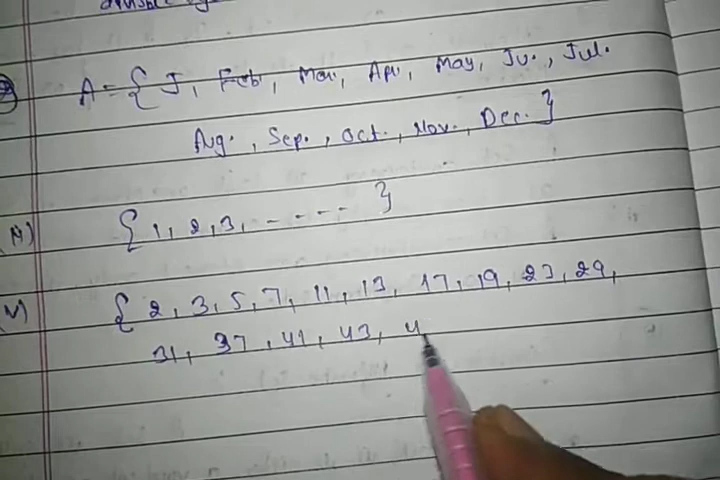 A = { J, Feb, Mar, Apr, May, Ju., Jul.
Aug., Sep., Oct., Nov., Dec. }
{ 1, 2, 3, - - - - }
V) { 2, 3, 5, 7, 11, 13, 17, 19, 23, 29,
31, 37, 41, 43, 4